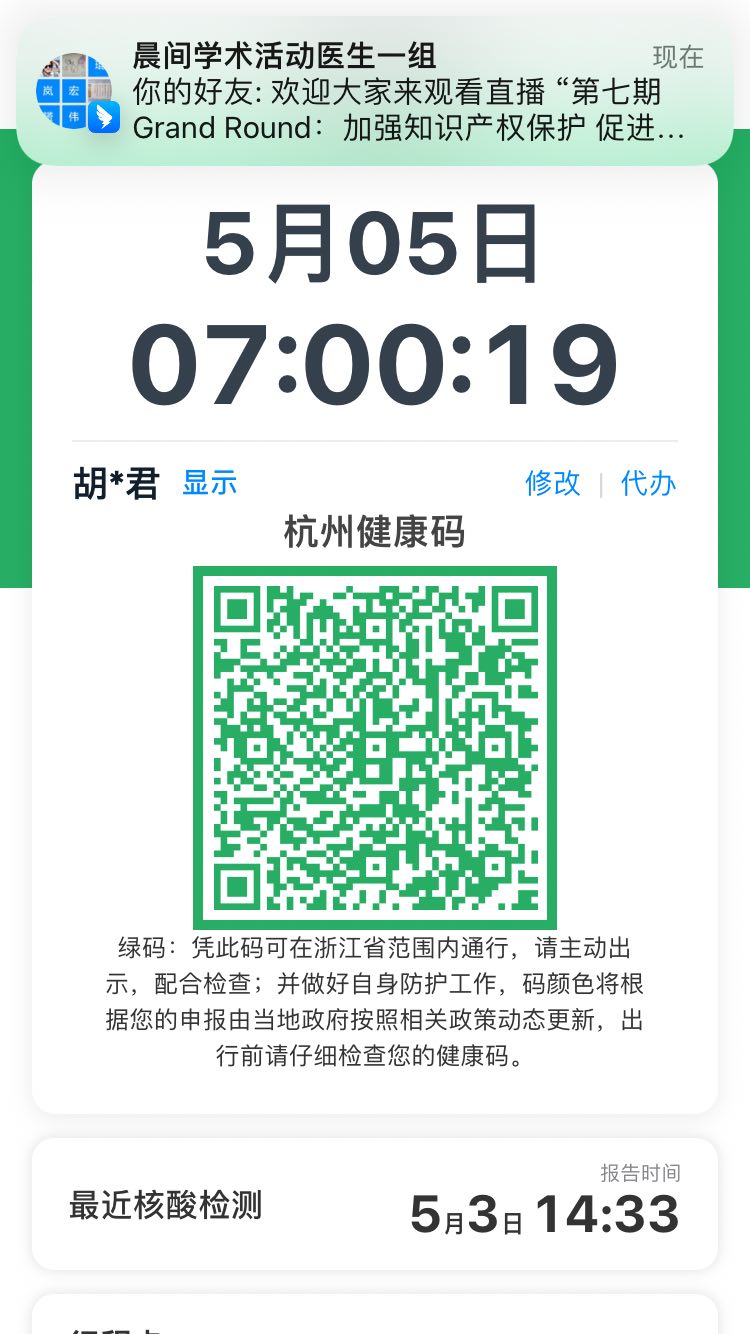 晨间学术活动医生一组
现在
你的好友: 欢迎大家来观看直播 “第七期
Grand Round：加强知识产权保护 促进...
岚 宏
伟
5月05日
07:00:19
胡*君 显示 修改 | 代办
杭州健康码
绿码：凭此码可在浙江省范围内通行，请主动出
示，配合检查；并做好自身防护工作，码颜色将根
据您的申报由当地政府按照相关政策动态更新，出
行前请仔细检查您的健康码。
报告时间
最近核酸检测 5月3日 14:33